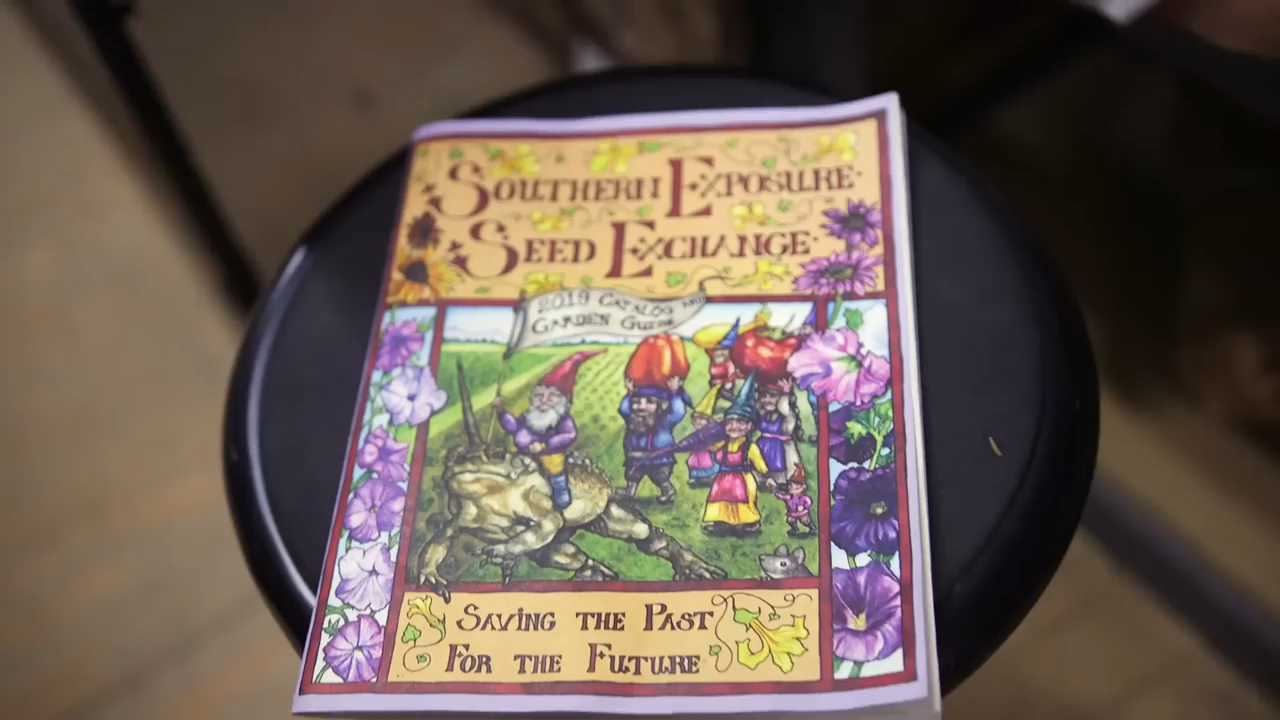 SOUTHERN EXPOSURE
SEED EXCHANGE
2019 CATALOG AND
GARDEN GUIDE
SAVING THE PAST
FOR THE FUTURE